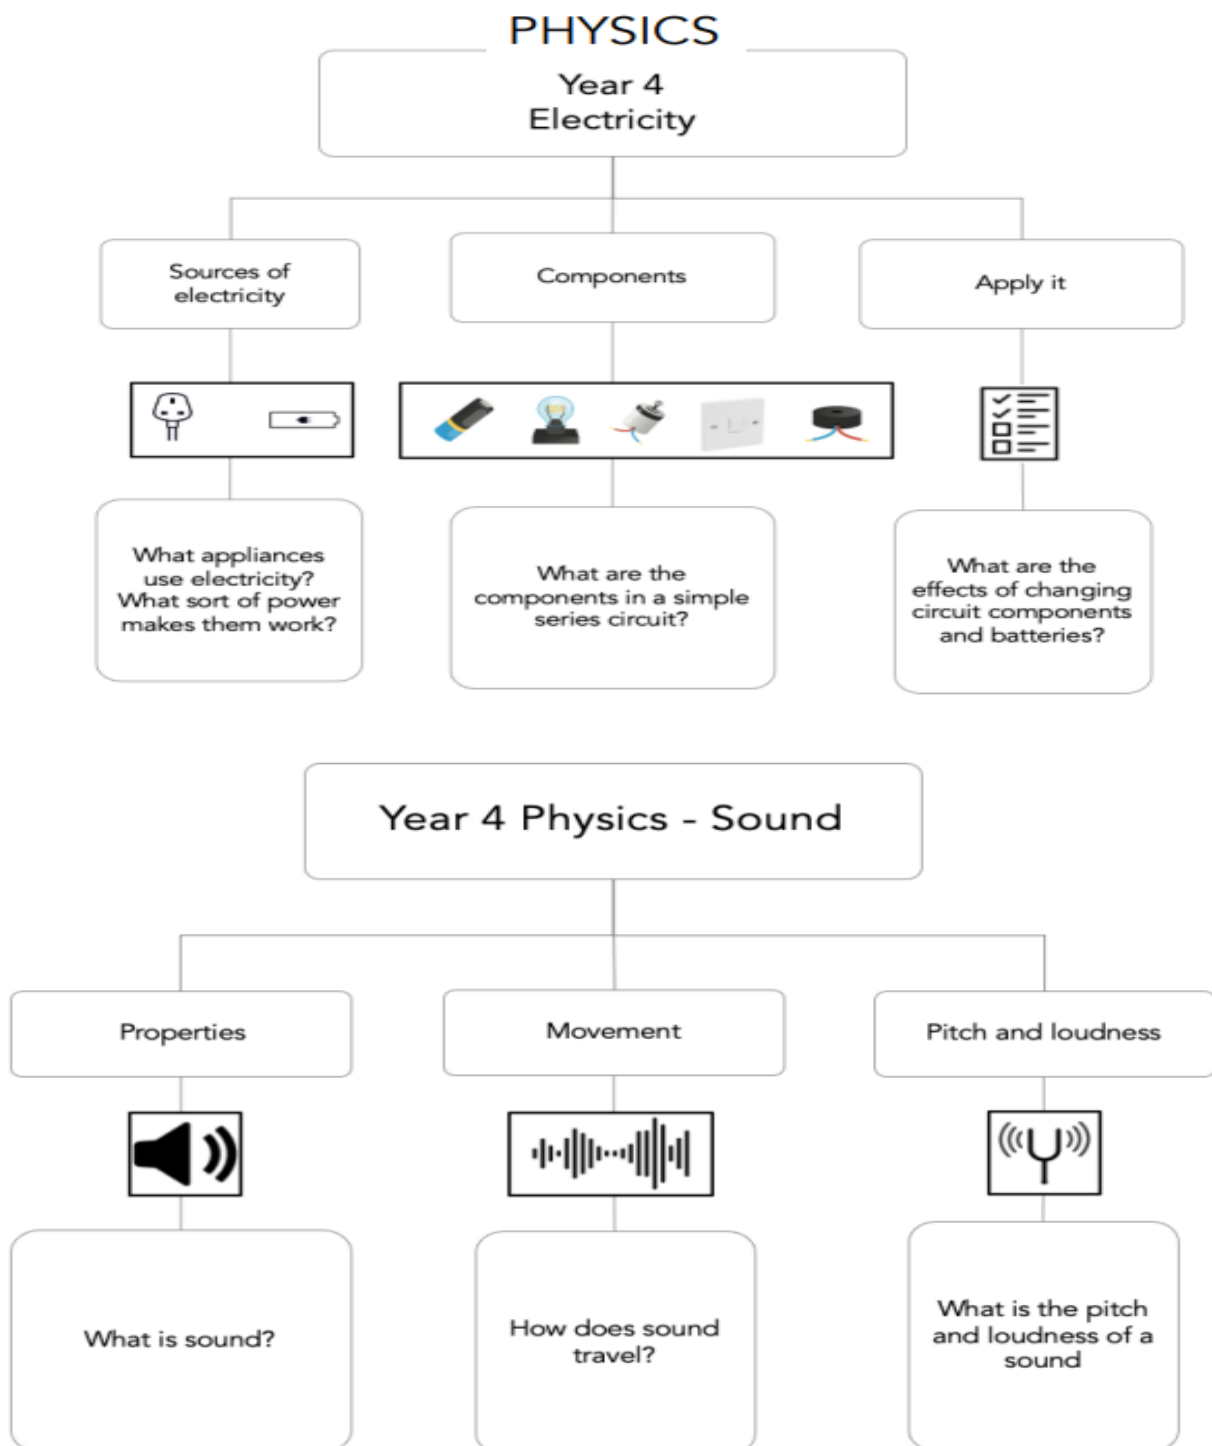 PHYSICS
Year 4
Electricity
Sources of
electricity
Components
Apply it
What appliances
use electricity?
What sort of power
makes them work?
What are the
components in a simple
series circuit?
What are the
effects of changing
circuit components
and batteries?
Year 4 Physics - Sound
Properties
Movement
Pitch and loudness
What is sound?
How does sound
travel?
What is the pitch
and loudness of a
sound